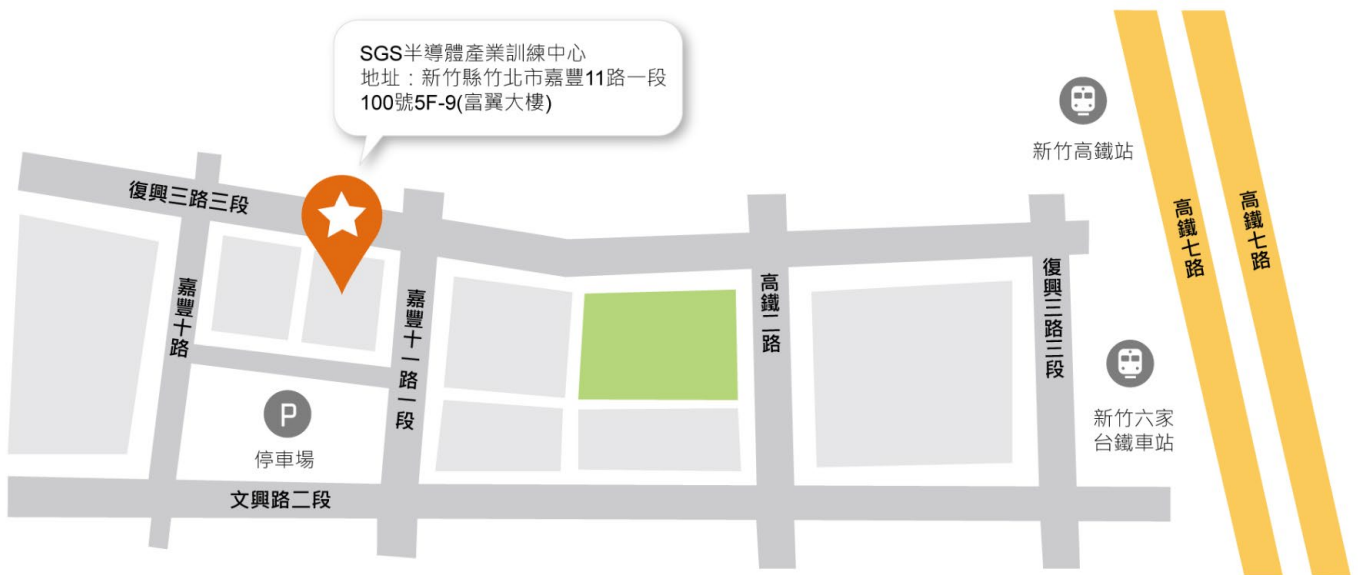 SGS半導體產業訓練中心
地址：新竹縣竹北市嘉豐11路一段
100號5F-9(富翼大樓)
新竹高鐵站
復興三路三段
高鐵七路
高鐵七路
嘉豐十路
嘉豐十一路一段
高鐵二路
復興三路三段
P
停車場
新竹六家
台鐵車站
文興路二段